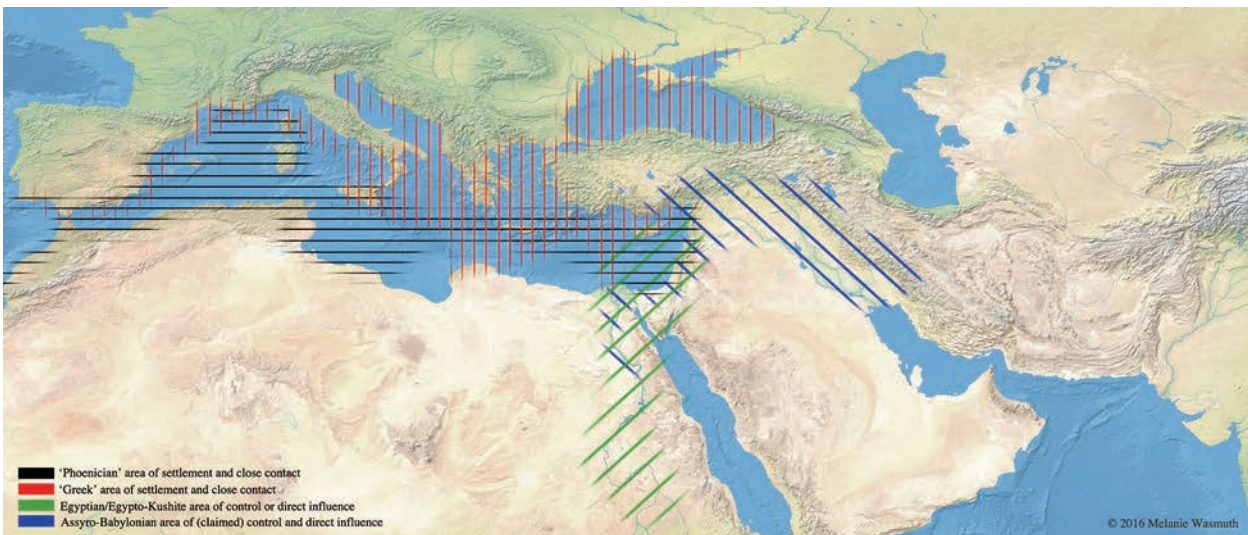 'Phoenician' area of settlement and close contact
'Greek' area of settlement and close contact
Egyptian/Egypto-Kushite area of control or direct influence
Assyro-Babylonian area of (claimed) control and direct influence
© 2016 Melanie Wasmuth